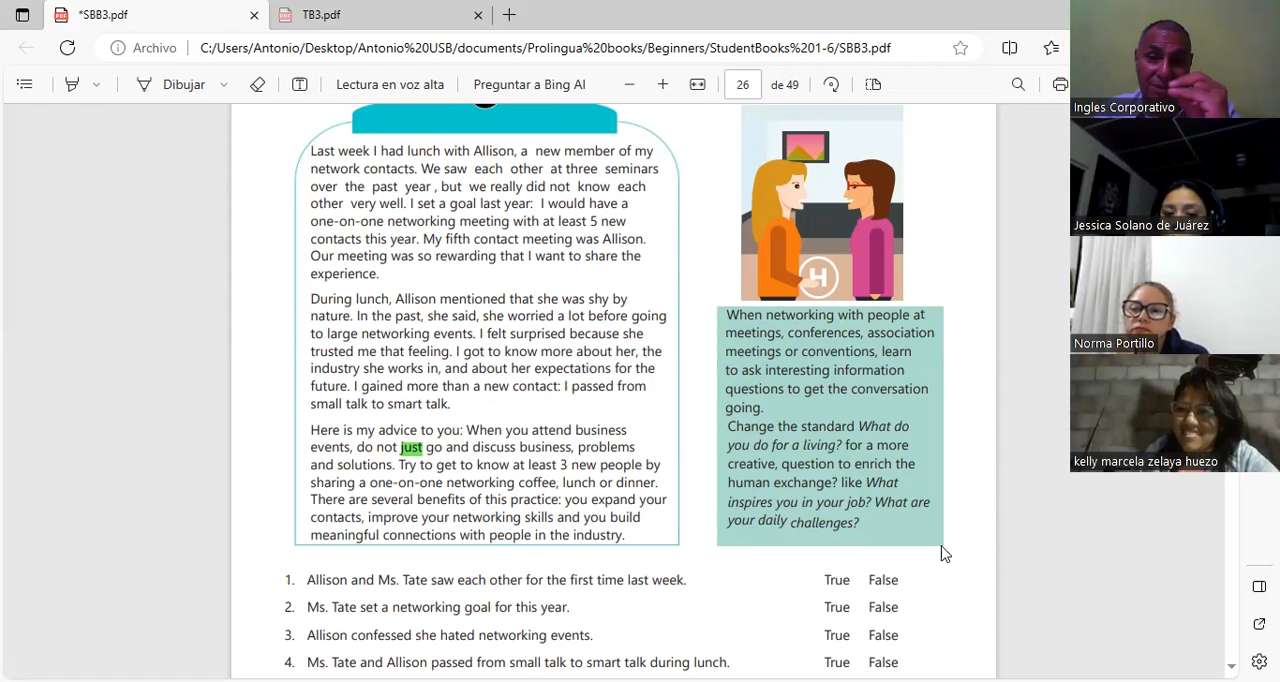 *SBB3.pdf
TB3.pdf
Archivo
C:/Users/Antonio/Desktop/Antonio%20USB/documents/Prolingua%20books/Beginners/StudentBooks%201-6/SBB3.pdf
Dibujar
Lectura en voz alta
Preguntar a Bing AI
26
de 49
Last week I had lunch with Allison, a new member of my
network contacts. We saw each other at three seminars
over the past year , but we really did not know each
other very well. I set a goal last year: I would have a
one-on-one networking meeting with at least 5 new
contacts this year. My fifth contact meeting was Allison.
Our meeting was so rewarding that I want to share the
experience.
During lunch, Allison mentioned that she was shy by
nature. In the past, she said, she worried a lot before going
to large networking events. I felt surprised because she
trusted me that feeling. I got to know more about her, the
industry she works in, and about her expectations for the
future. I gained more than a new contact: I passed from
small talk to smart talk.
Here is my advice to you: When you attend business
events, do not just go and discuss business, problems
and solutions. Try to get to know at least 3 new people by
sharing a one-on-one networking coffee, lunch or dinner.
There are several benefits of this practice: you expand your
contacts, improve your networking skills and you build
meaningful connections with people in the industry.
H
When networking with people at
meetings, conferences, association
meetings or conventions, learn
to ask interesting information
questions to get the conversation
going.
Change the standard What do
you do for a living? for a more
creative, question to enrich the
human exchange? like What
inspires you in your job? What are
your daily challenges?
1. Allison and Ms. Tate saw each other for the first time last week. True False
2. Ms. Tate set a networking goal for this year. True False
3. Allison confessed she hated networking events. True False
4. Ms. Tate and Allison passed from small talk to smart talk during lunch. True False
Ingles Corporativo
Jessica Solano de Juárez
Norma Portillo
kelly marcela zelaya huezo